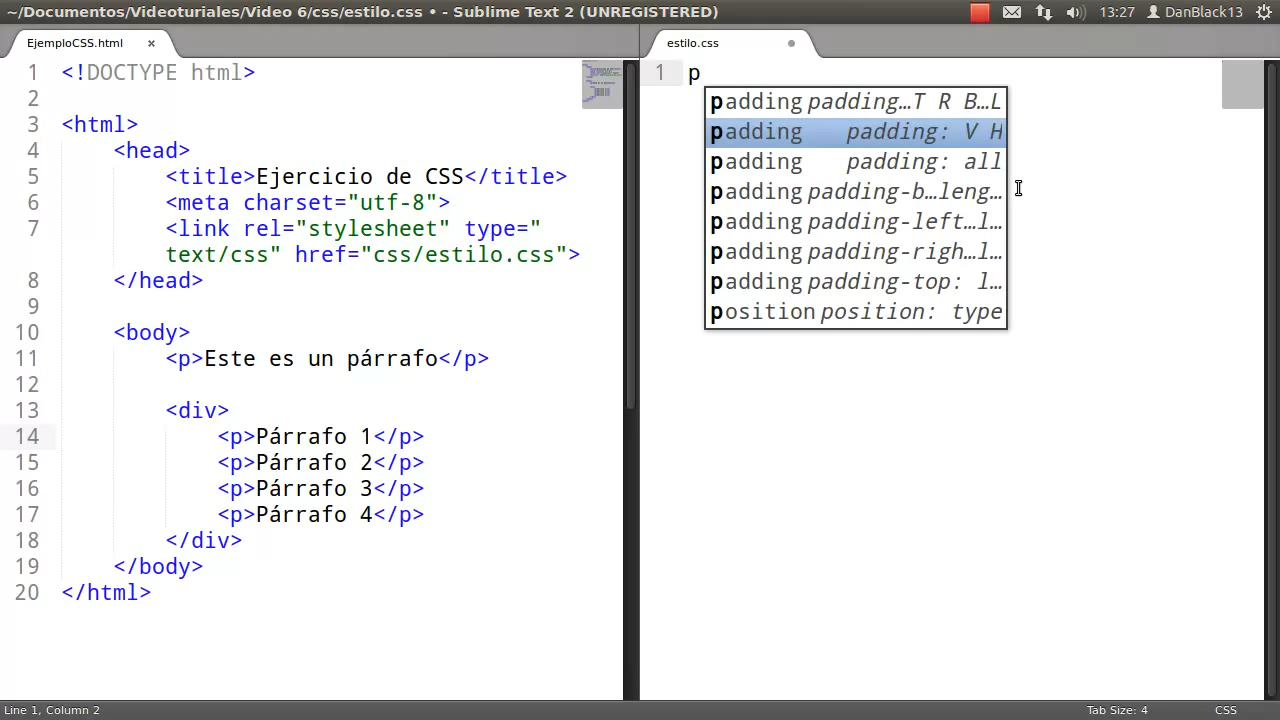 ~/Documentos/Videoturiales/Video 6/css/estilo.css • - Sublime Text 2 (UNREGISTERED)
13:27 DanBlack13
EjemploCSS.html ×
1 <!DOCTYPE html>
2
3 <html>
4 <head>
5 <title>Ejercicio de CSS</title>
6 <meta charset="utf-8">
7 <link rel="stylesheet" type="
text/css" href="css/estilo.css">
8 </head>
9
10 <body>
11 <p>Este es un párrafo</p>
12
13 <div>
14 <p>Párrafo 1</p>
15 <p>Párrafo 2</p>
16 <p>Párrafo 3</p>
17 <p>Párrafo 4</p>
18 </div>
19 </body>
20 </html>
estilo.css
1 p
padding padding…T R B…L
padding padding: V H
padding padding: all
padding padding-b…leng…
padding padding-left…l…
padding padding-righ…l…
padding padding-top: l…
position position: type
Line 1, Column 2
Tab Size: 4
CSS